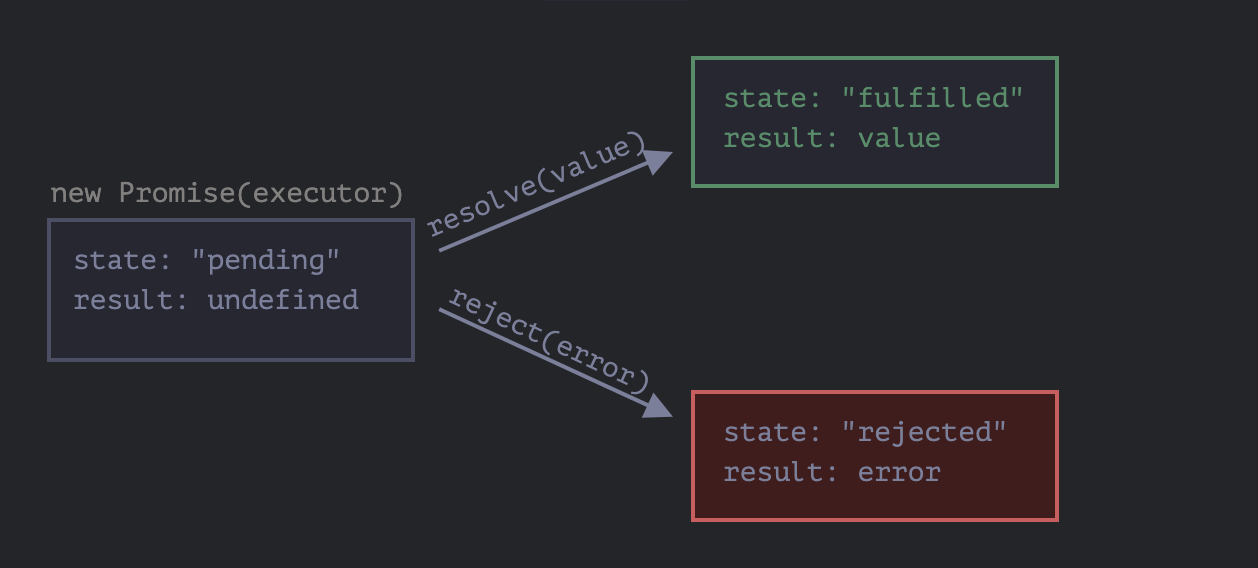 new Promise(executor)
state: "pending"
result: undefined
resolve(value)
reject(error)
state: "fulfilled"
result: value
state: "rejected"
result: error